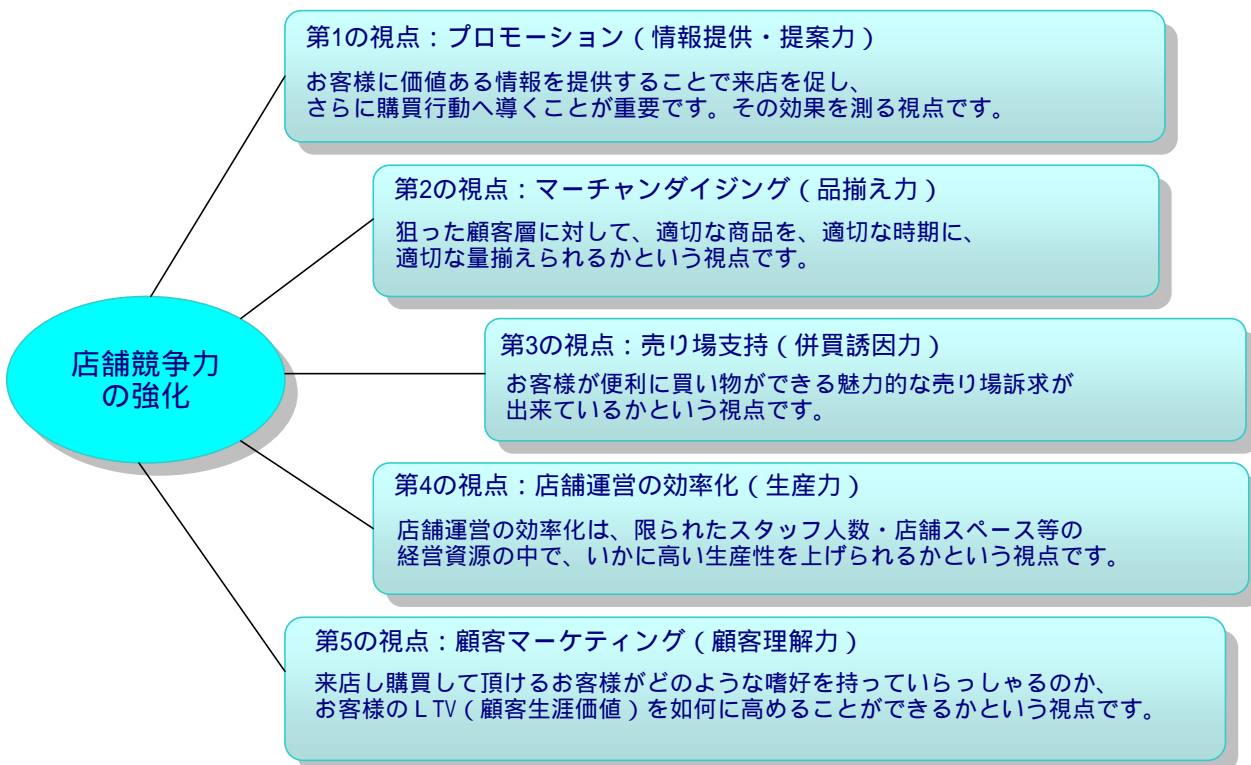 第1の視点：プロモーション（情報提供・提案力）
お客様に価値ある情報を提供することで来店を促し、
さらに購買行動へ導くことが重要です。その効果を測る視点です。
第2の視点：マーチャンダイジング（品揃え力）
狙った顧客層に対して、適切な商品を、適切な時期に、
適切な量揃えられるかという視点です。
店舗競争力
の強化
第3の視点：売り場支持（併買誘因力）
お客様が便利に買い物ができる魅力的な売り場訴求が
出来ているかという視点です。
第4の視点：店舗運営の効率化（生産力）
店舗運営の効率化は、限られたスタッフ人数・店舗スペース等の
経営資源の中で、いかに高い生産性を上げられるかという視点です。
第5の視点：顧客マーケティング（顧客理解力）
来店し購買して頂けるお客様がどのような嗜好を持っていらっしゃるのか、
お客様のＬTV（顧客生涯価値）を如何に高めることができるかという視点です。